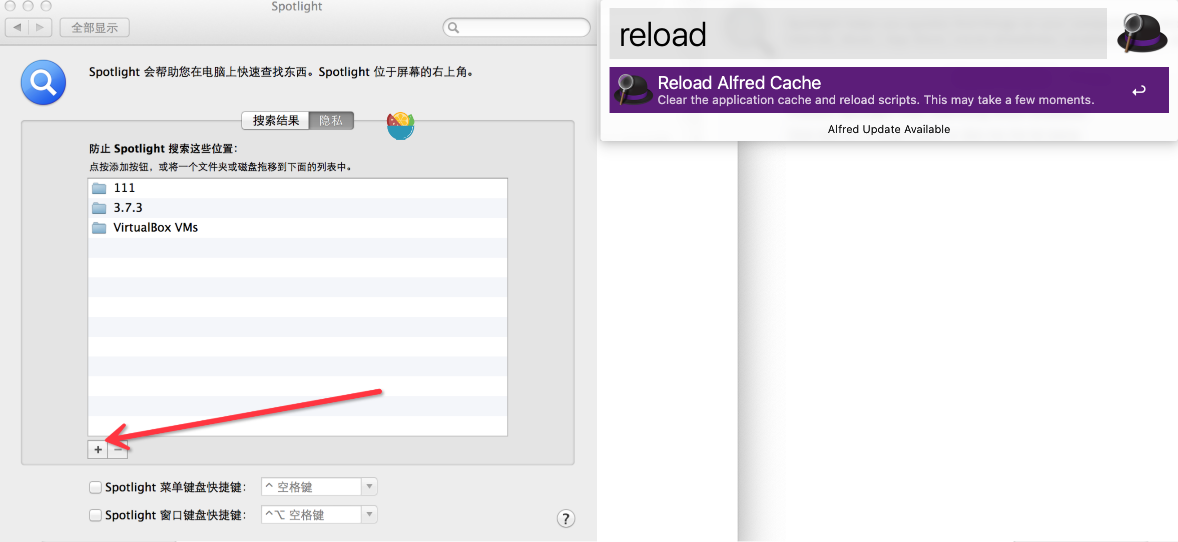 Spotlight
全部显示
Spotlight 会帮助您在电脑上快速查找东西。Spotlight 位于屏幕的右上角。
搜索结果 隐私
防止 Spotlight 搜索这些位置：
点按添加按钮，或将一个文件夹或磁盘拖移到下面的列表中。
111
3.7.3
VirtualBox VMs
+ −
Spotlight 菜单键盘快捷键： ^ 空格键
Spotlight 窗口键盘快捷键： ^⌥ 空格键
?
reload
Reload Alfred Cache
Clear the application cache and reload scripts. This may take a few moments.
Alfred Update Available